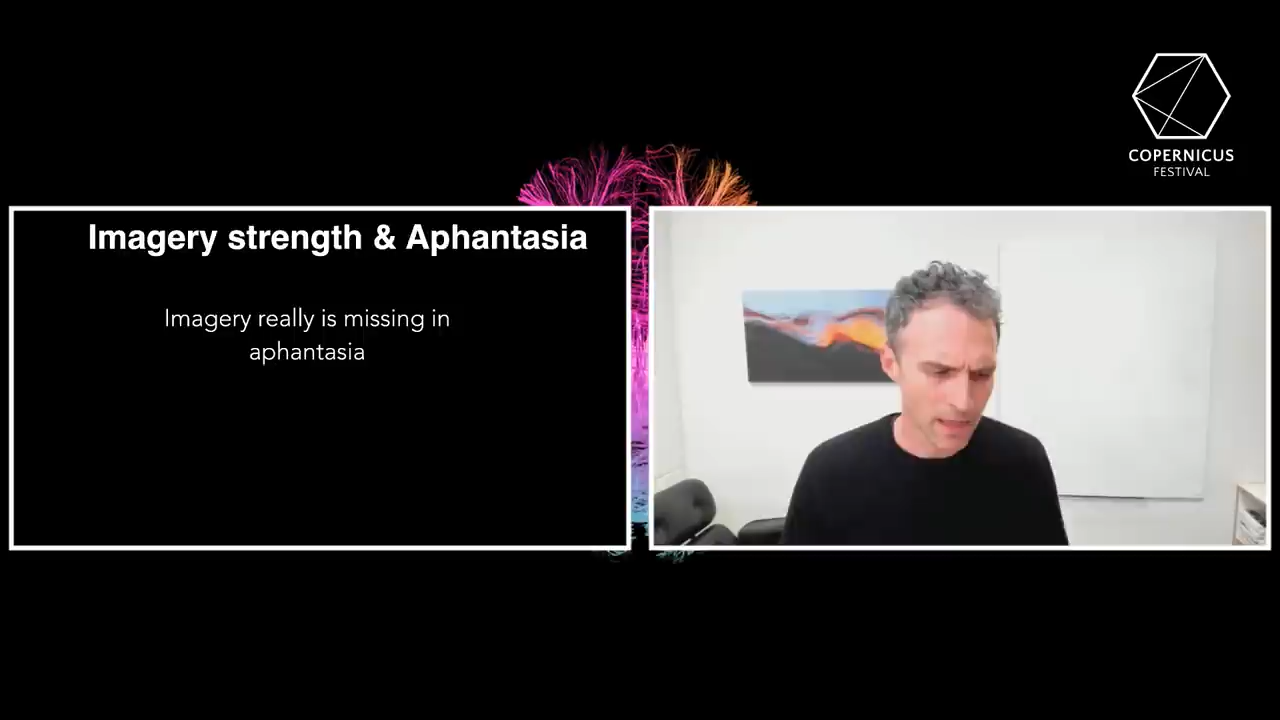 COPERNICUS
FESTIVAL
Imagery strength & Aphantasia
Imagery really is missing in
aphantasia